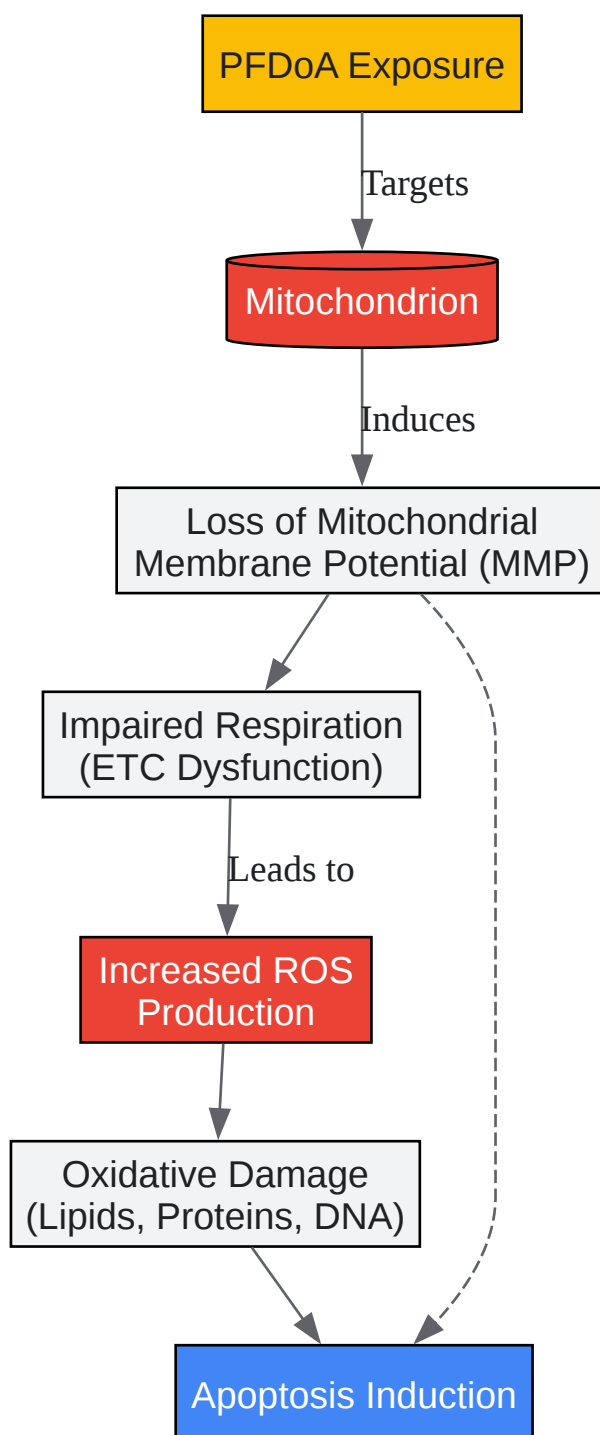 PFDoA Exposure
Targets
Mitochondrion
Induces
Loss of Mitochondrial
Membrane Potential (MMP)
Impaired Respiration
(ETC Dysfunction)
Leads to
Increased ROS
Production
Oxidative Damage
(Lipids, Proteins, DNA)
Apoptosis Induction